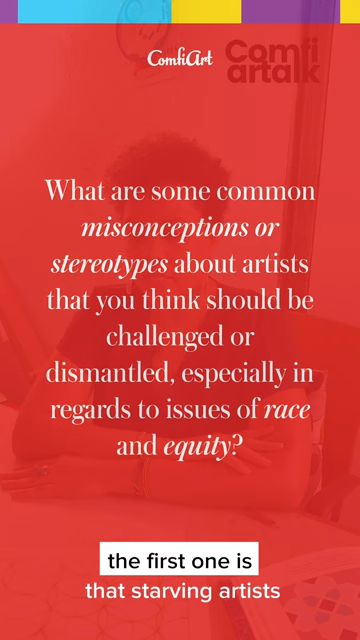 ComfiArt
Comfi
artalk
What are some common
misconceptions or
stereotypes about artists
that you think should be
challenged or
dismantled, especially in
regards to issues of race
and equity?
the first one is
that starving artists